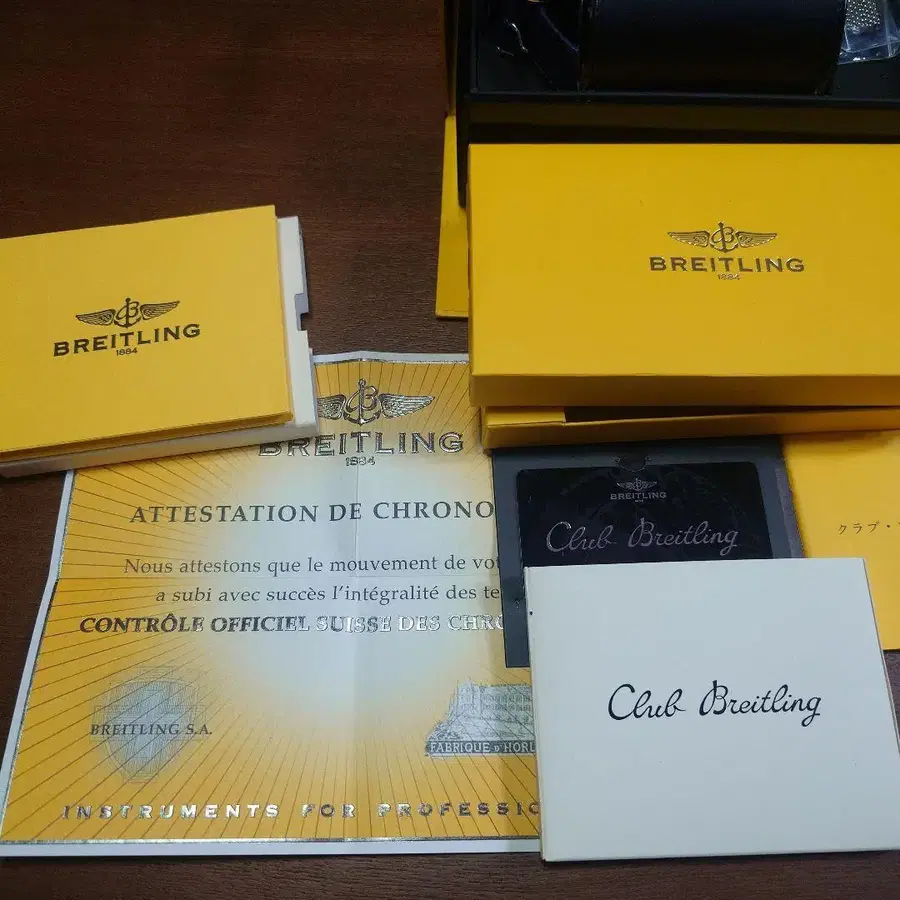 BREITLING
1884
BREITLING
1884
BREITLING
1884
ATTESTATION DE CHRONO
Nous attestons que le mouvement de vot
a subi avec succès l'intégralité des te
CONTRÔLE OFFICIEL SUISSE DES CHRO
BREITLING S.A.
FABRIQUE D'HORL
INSTRUMENTS FOR PROFESSIO
BREITLING
Club Breitling
クラブ・
Club Breitling